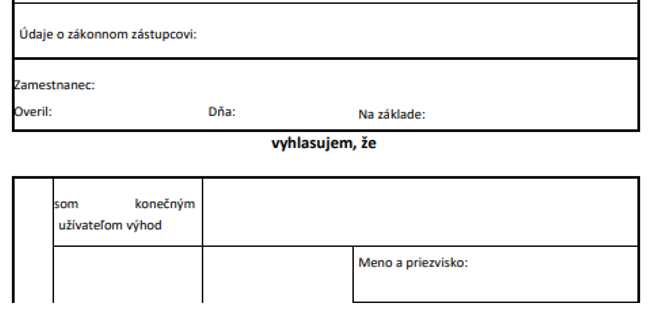 Údaje o zákonnom zástupcovi:
Zamestnanec:
Overil: Dňa: Na základe:
vyhlasujem, že
som konečným
užívateľom výhod
Meno a priezvisko: